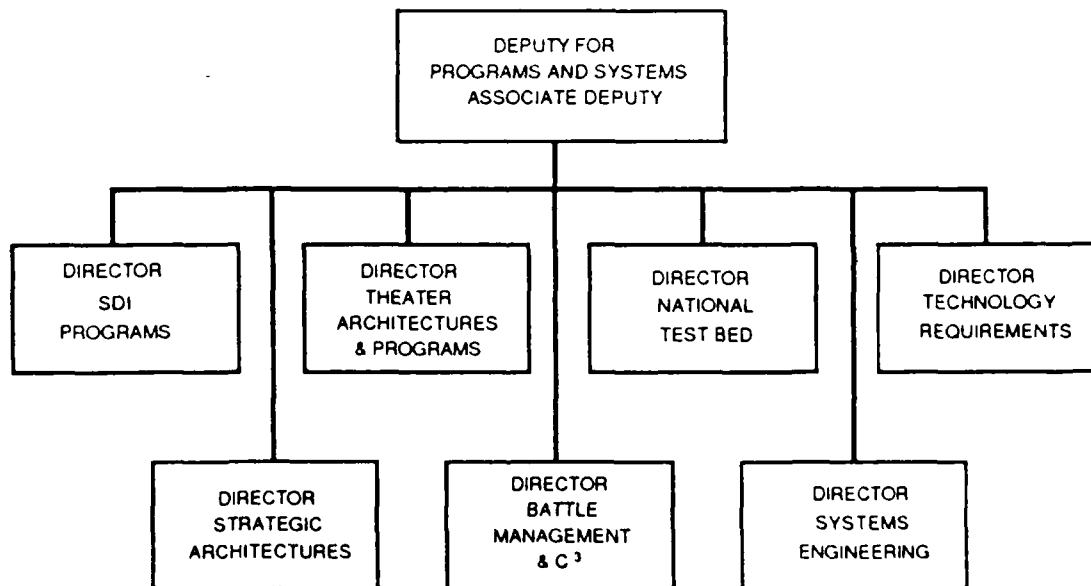 DEPUTY FOR
PROGRAMS AND SYSTEMS
ASSOCIATE DEPUTY
DIRECTOR
SDI
PROGRAMS
DIRECTOR
THEATER
ARCHITECTURES
& PROGRAMS
DIRECTOR
NATIONAL
TEST BED
DIRECTOR
TECHNOLOGY
REQUIREMENTS
DIRECTOR
STRATEGIC
ARCHITECTURES
DIRECTOR
BATTLE
MANAGEMENT
& C³
DIRECTOR
SYSTEMS
ENGINEERING